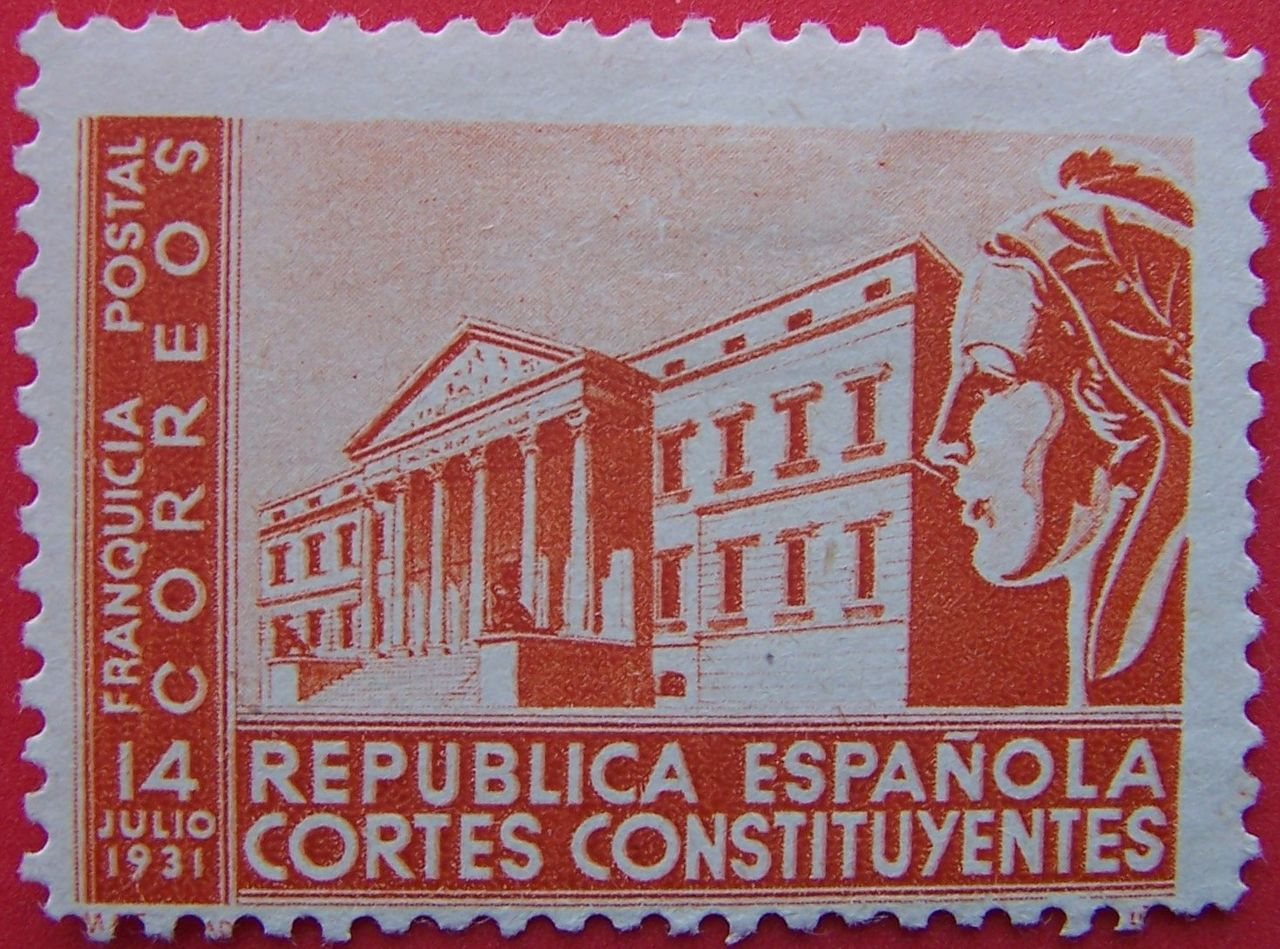 FRANQUICIA POSTAL
CORREOS
14
JULIO
1931
REPUBLICA ESPAÑOLA
CORTES CONSTITUYENTES